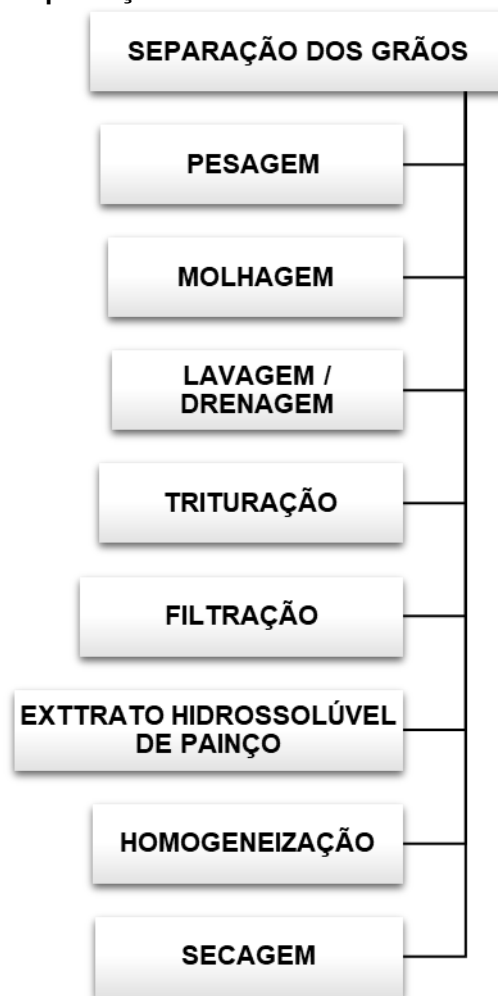 SEPARAÇÃO DOS GRÃOS
PESAGEM
MOLHAGEM
LAVAGEM /
DRENAGEM
TRITURAÇÃO
FILTRAÇÃO
EXTTRATO HIDROSSOLÚVEL
DE PAINÇO
HOMOGENEIZAÇÃO
SECAGEM